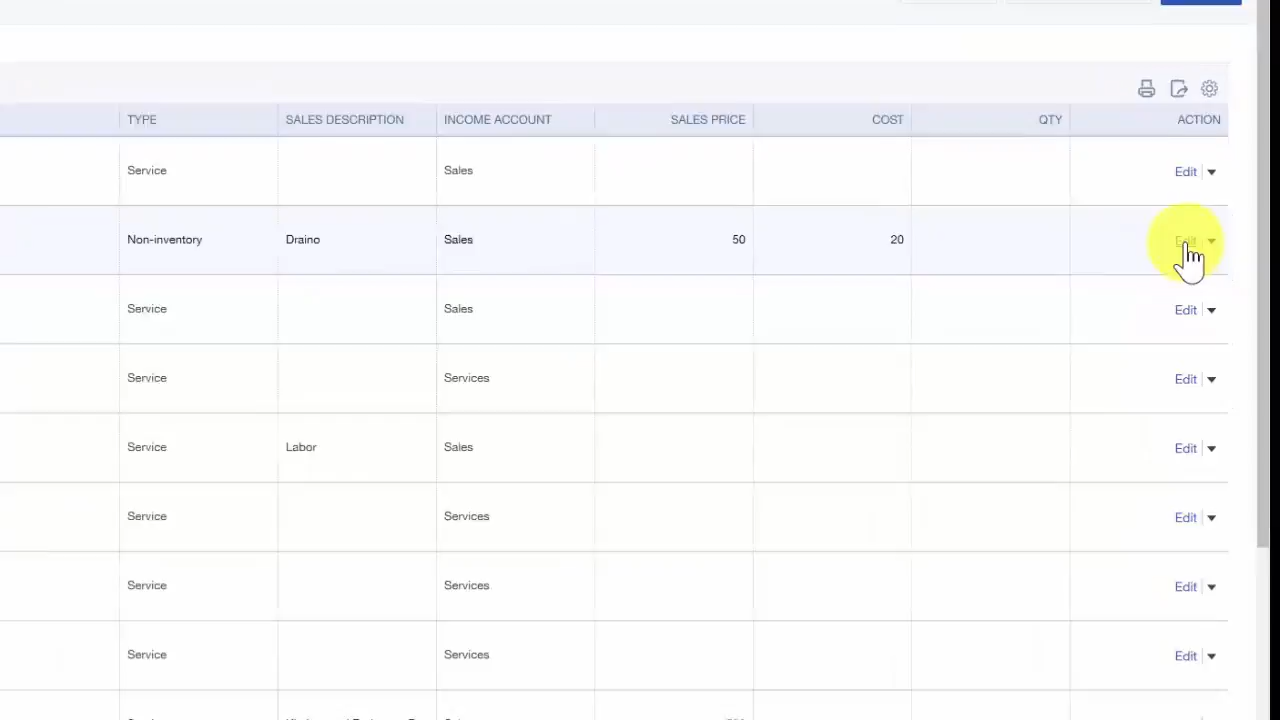 TYPE SALES DESCRIPTION INCOME ACCOUNT SALES PRICE COST QTY ACTION
Service Sales Edit
Non-inventory Draino Sales 50 20 Edit
Service Sales Edit
Service Services Edit
Service Labor Sales Edit
Service Services Edit
Service Services Edit
Service Services Edit